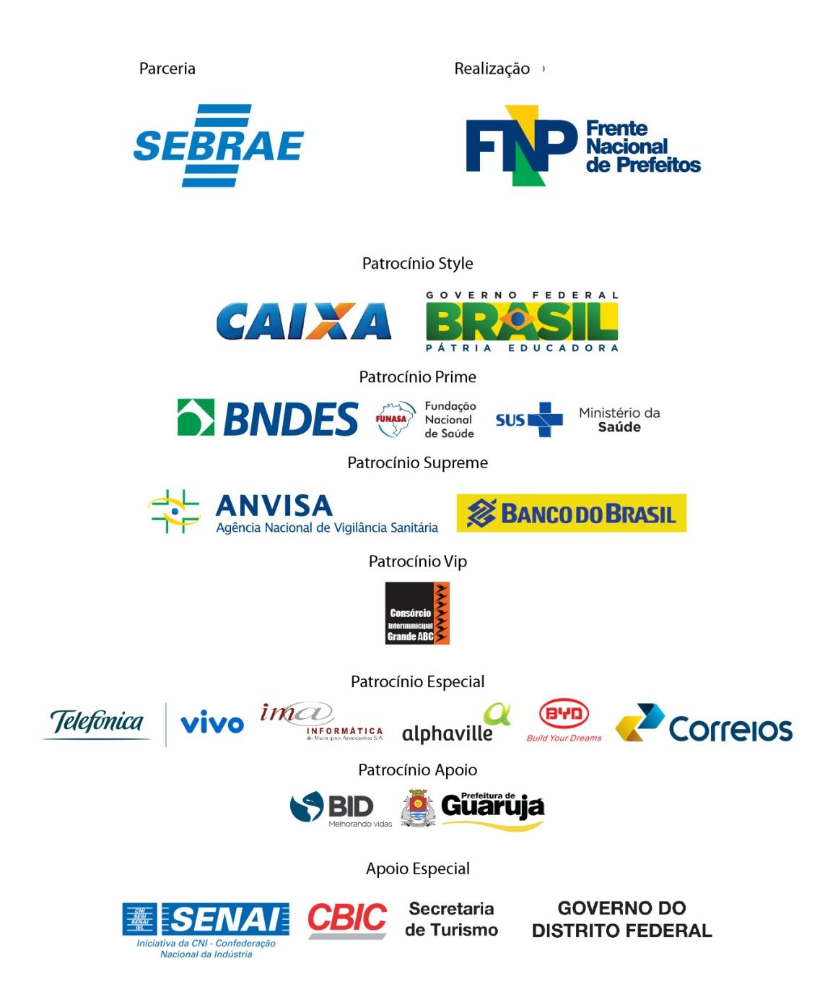 Parceria
Realização
SEBRAE
FNP
Frente
Nacional
de Prefeitos
Patrocínio Style
CAIXA
GOVERNO FEDERAL
BRASIL
PÁTRIA EDUCADORA
Patrocínio Prime
BNDES
FUNASA
Fundação
Nacional
de Saúde
SUS
Ministério da
Saúde
Patrocínio Supreme
ANVISA
Agência Nacional de Vigilância Sanitária
BANCO DO BRASIL
Patrocínio Vip
Consórcio
Intermunicipal
Grande ABC
Patrocínio Especial
Telefónica
vivo
ima
INFORMÁTICA
de Municípios Associados S/A
alphaville
BYD
Build Your Dreams
Correios
Patrocínio Apoio
BID
Melhorando vidas
Prefeitura de
Guarujá
Apoio Especial
CNI
SESI
SENAI
IEL
SENAI
Iniciativa da CNI - Confederação
Nacional da Indústria
CBIC
Secretaria
de Turismo
GOVERNO DO
DISTRITO FEDERAL